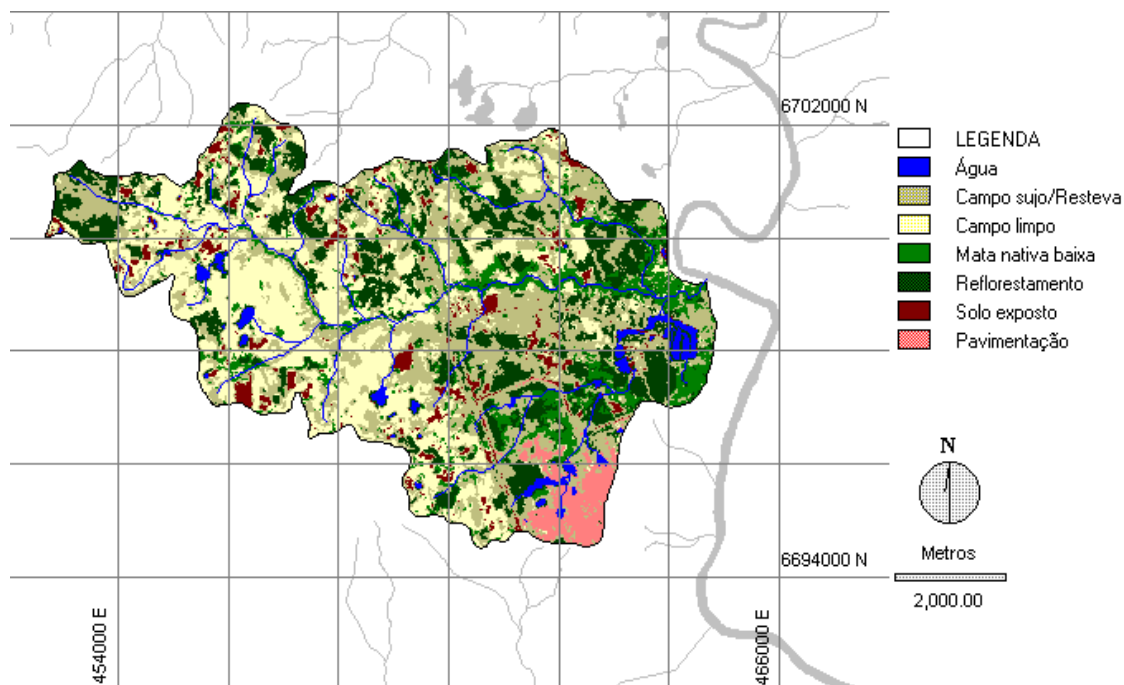 6702000 N
6694000 N
454000 E
466000 E
LEGENDA
Água
Campo sujo/Resteva
Campo limpo
Mata nativa baixa
Reflorestamento
Solo exposto
Pavimentação
N
Metros
2,000.00